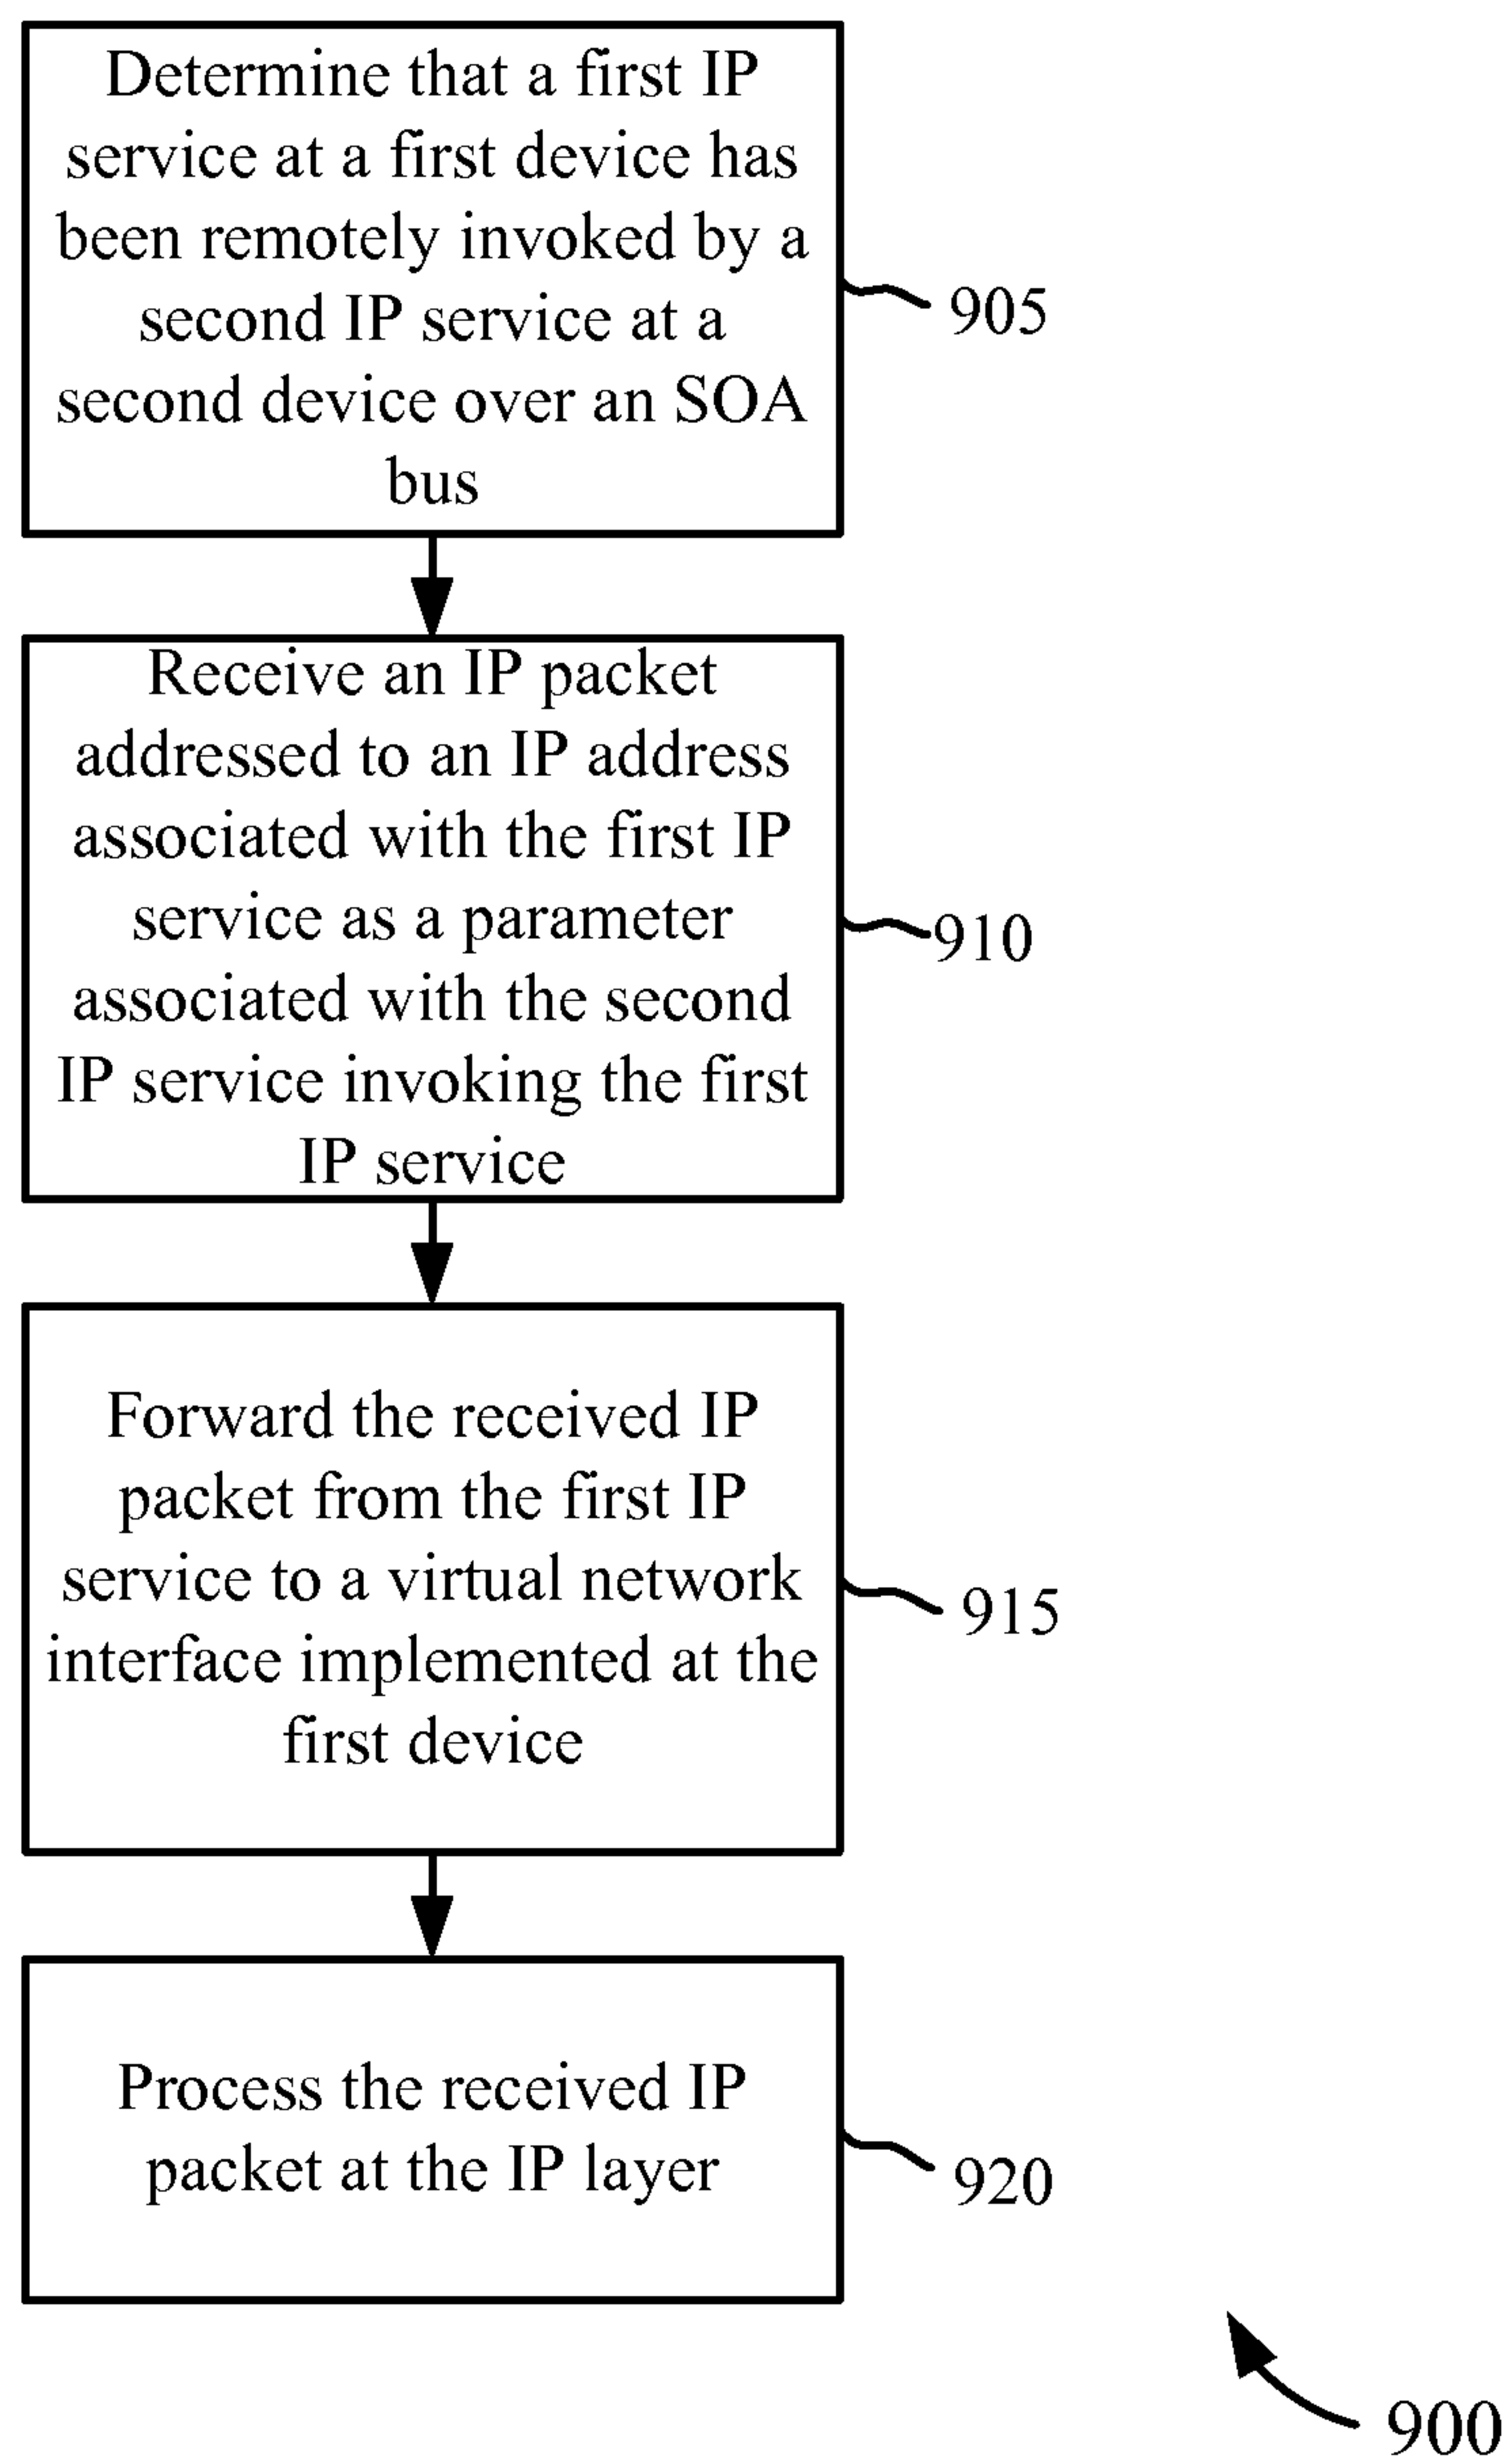 Determine that a first IP
service at a first device has
been remotely invoked by a
second IP service at a
second device over an SOA
bus
905
Receive an IP packet
addressed to an IP address
associated with the first IP
service as a parameter
associated with the second
IP service invoking the first
IP service
910
Forward the received IP
packet from the first IP
service to a virtual network
interface implemented at the
first device
915
Process the received IP
packet at the IP layer
920
900